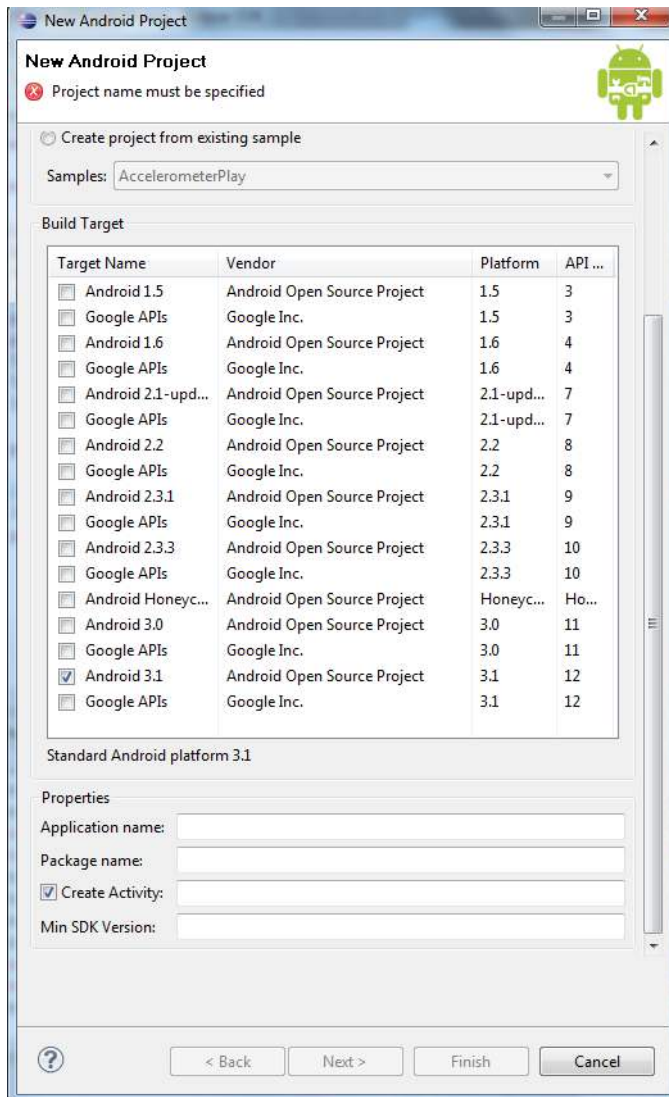 New Android Project
New Android Project
Project name must be specified
Create project from existing sample
Samples: AccelerometerPlay
Build Target
Target Name Vendor Platform API ...
Android 1.5 Android Open Source Project 1.5 3
Google APIs Google Inc. 1.5 3
Android 1.6 Android Open Source Project 1.6 4
Google APIs Google Inc. 1.6 4
Android 2.1-upd... Android Open Source Project 2.1-upd... 7
Google APIs Google Inc. 2.1-upd... 7
Android 2.2 Android Open Source Project 2.2 8
Google APIs Google Inc. 2.2 8
Android 2.3.1 Android Open Source Project 2.3.1 9
Google APIs Google Inc. 2.3.1 9
Android 2.3.3 Android Open Source Project 2.3.3 10
Google APIs Google Inc. 2.3.3 10
Android Honeyc... Android Open Source Project Honeyc... Ho...
Android 3.0 Android Open Source Project 3.0 11
Google APIs Google Inc. 3.0 11
Android 3.1 Android Open Source Project 3.1 12
Google APIs Google Inc. 3.1 12
Standard Android platform 3.1
Properties
Application name:
Package name:
Create Activity:
Min SDK Version:
? < Back Next > Finish Cancel